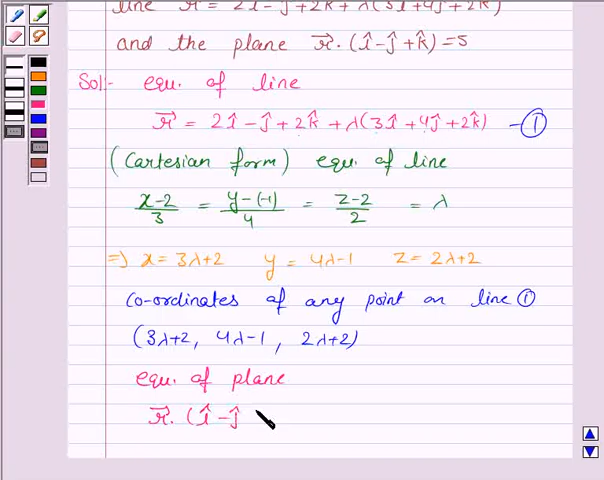 line r⃗ = 2î-ĵ+2k̂+λ(3î+4ĵ+2k̂)
and the plane r⃗.(î-ĵ+k̂)=5
Sol:- equ. of line
r⃗ = 2î-ĵ+2k̂+λ(3î+4ĵ+2k̂) -①
(Cartesian form) equ. of line
x-2/3 = y-(-1)/4 = z-2/2 = λ
=> x = 3λ+2 y = 4λ-1 z = 2λ+2
Co-ordinates of any point on line ①
(3λ+2, 4λ-1, 2λ+2)
equ. of plane
r⃗.(î-ĵ